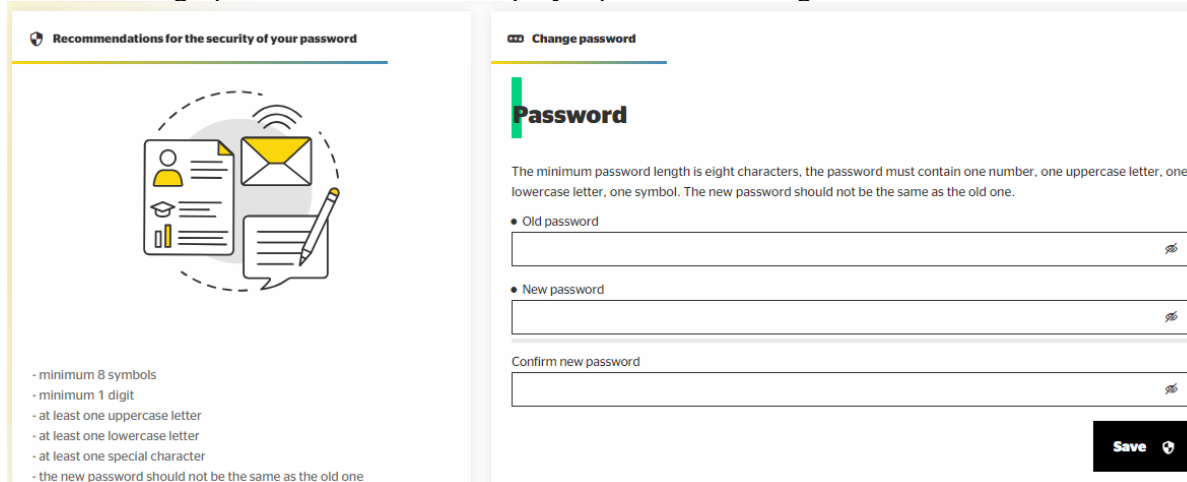 Recommendations for the security of your password
- minimum 8 symbols
- minimum 1 digit
- at least one uppercase letter
- at least one lowercase letter
- at least one special character
- the new password should not be the same as the old one
Change password
Password
The minimum password length is eight characters, the password must contain one number, one uppercase letter, one
lowercase letter, one symbol. The new password should not be the same as the old one.
• Old password
• New password
Confirm new password
Save